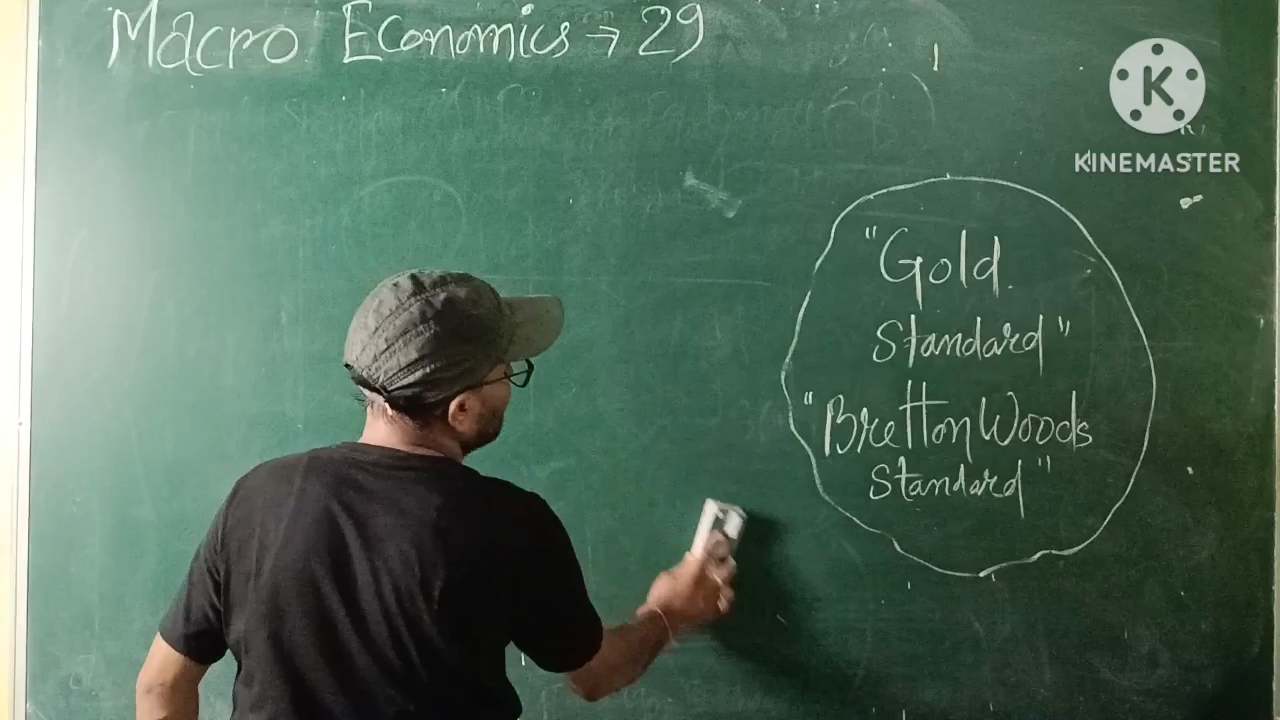 Macro Economics → 29
K
KINEMASTER
"Gold
Standard"
"Bretton Woods
Standard"